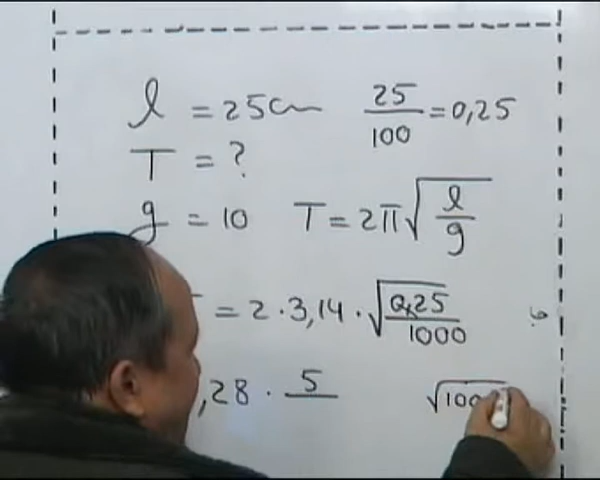 l = 25cm 25/100 = 0,25
T = ?
g = 10 T = 2π√(l/g)
= 2 · 3,14 · √(0,25/1000)
,28 · 5 √100